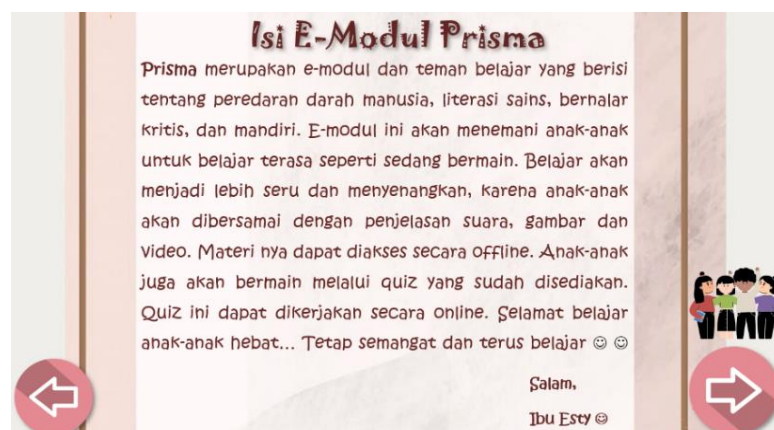 Isi E-Modul Prisma
Prisma merupakan e-modul dan teman belajar yang berisi
tentang peredaran darah manusia, literasi sains, bernalar
kritis, dan mandiri. E-modul ini akan menemani anak-anak
untuk belajar terasa seperti sedang bermain. Belajar akan
menjadi lebih seru dan menyenangkan, karena anak-anak
akan dibersamai dengan penjelasan suara, gambar dan
video. Materi nya dapat diakses secara offline. Anak-anak
juga akan bermain melalui quiz yang sudah disediakan.
Quiz ini dapat dikerjakan secara online. Selamat belajar
anak-anak hebat... Tetap semangat dan terus belajar ☺ ☺
Salam,
Ibu Esty ☺